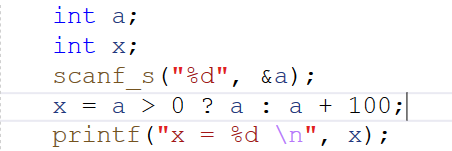 int a;
int x;
scanf_s("%d", &a);
x = a > 0 ? a : a + 100;
printf("x = %d \n", x);